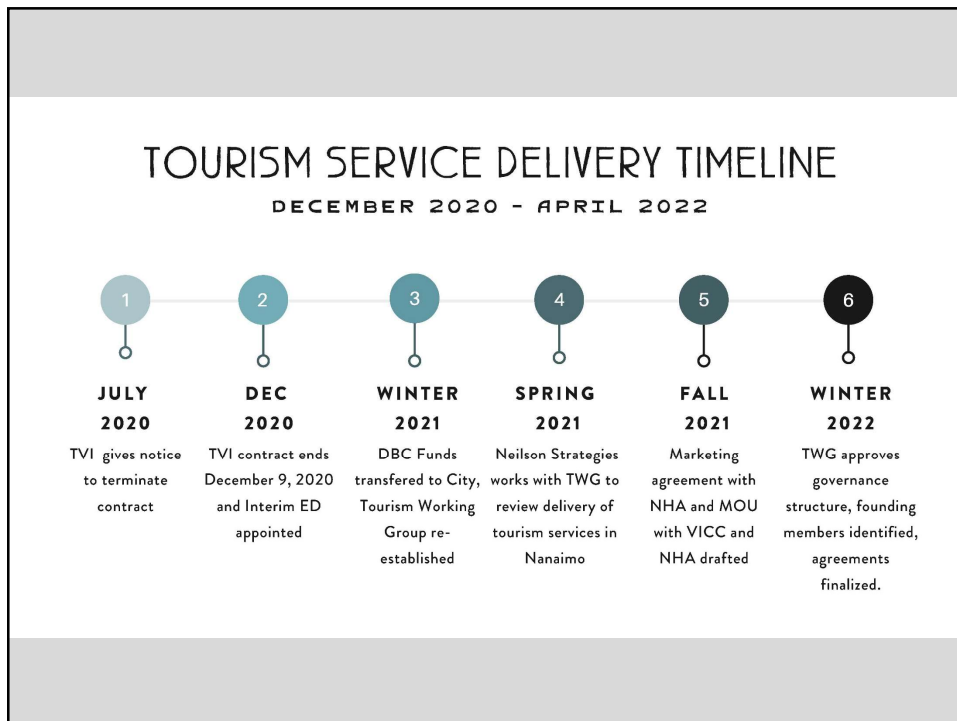 TOURISM SERVICE DELIVERY TIMELINE
DECEMBER 2020 - APRIL 2022
1
JULY
2020
TVI gives notice
to terminate
contract
2
DEC
2020
TVI contract ends
December 9, 2020
and Interim ED
appointed
3
WINTER
2021
DBC Funds
transfered to City,
Tourism Working
Group re-
established
4
SPRING
2021
Neilson Strategies
works with TWG to
review delivery of
tourism services in
Nanaimo
5
FALL
2021
Marketing
agreement with
NHA and MOU
with VICC and
NHA drafted
6
WINTER
2022
TWG approves
governance
structure, founding
members identified,
agreements
finalized.